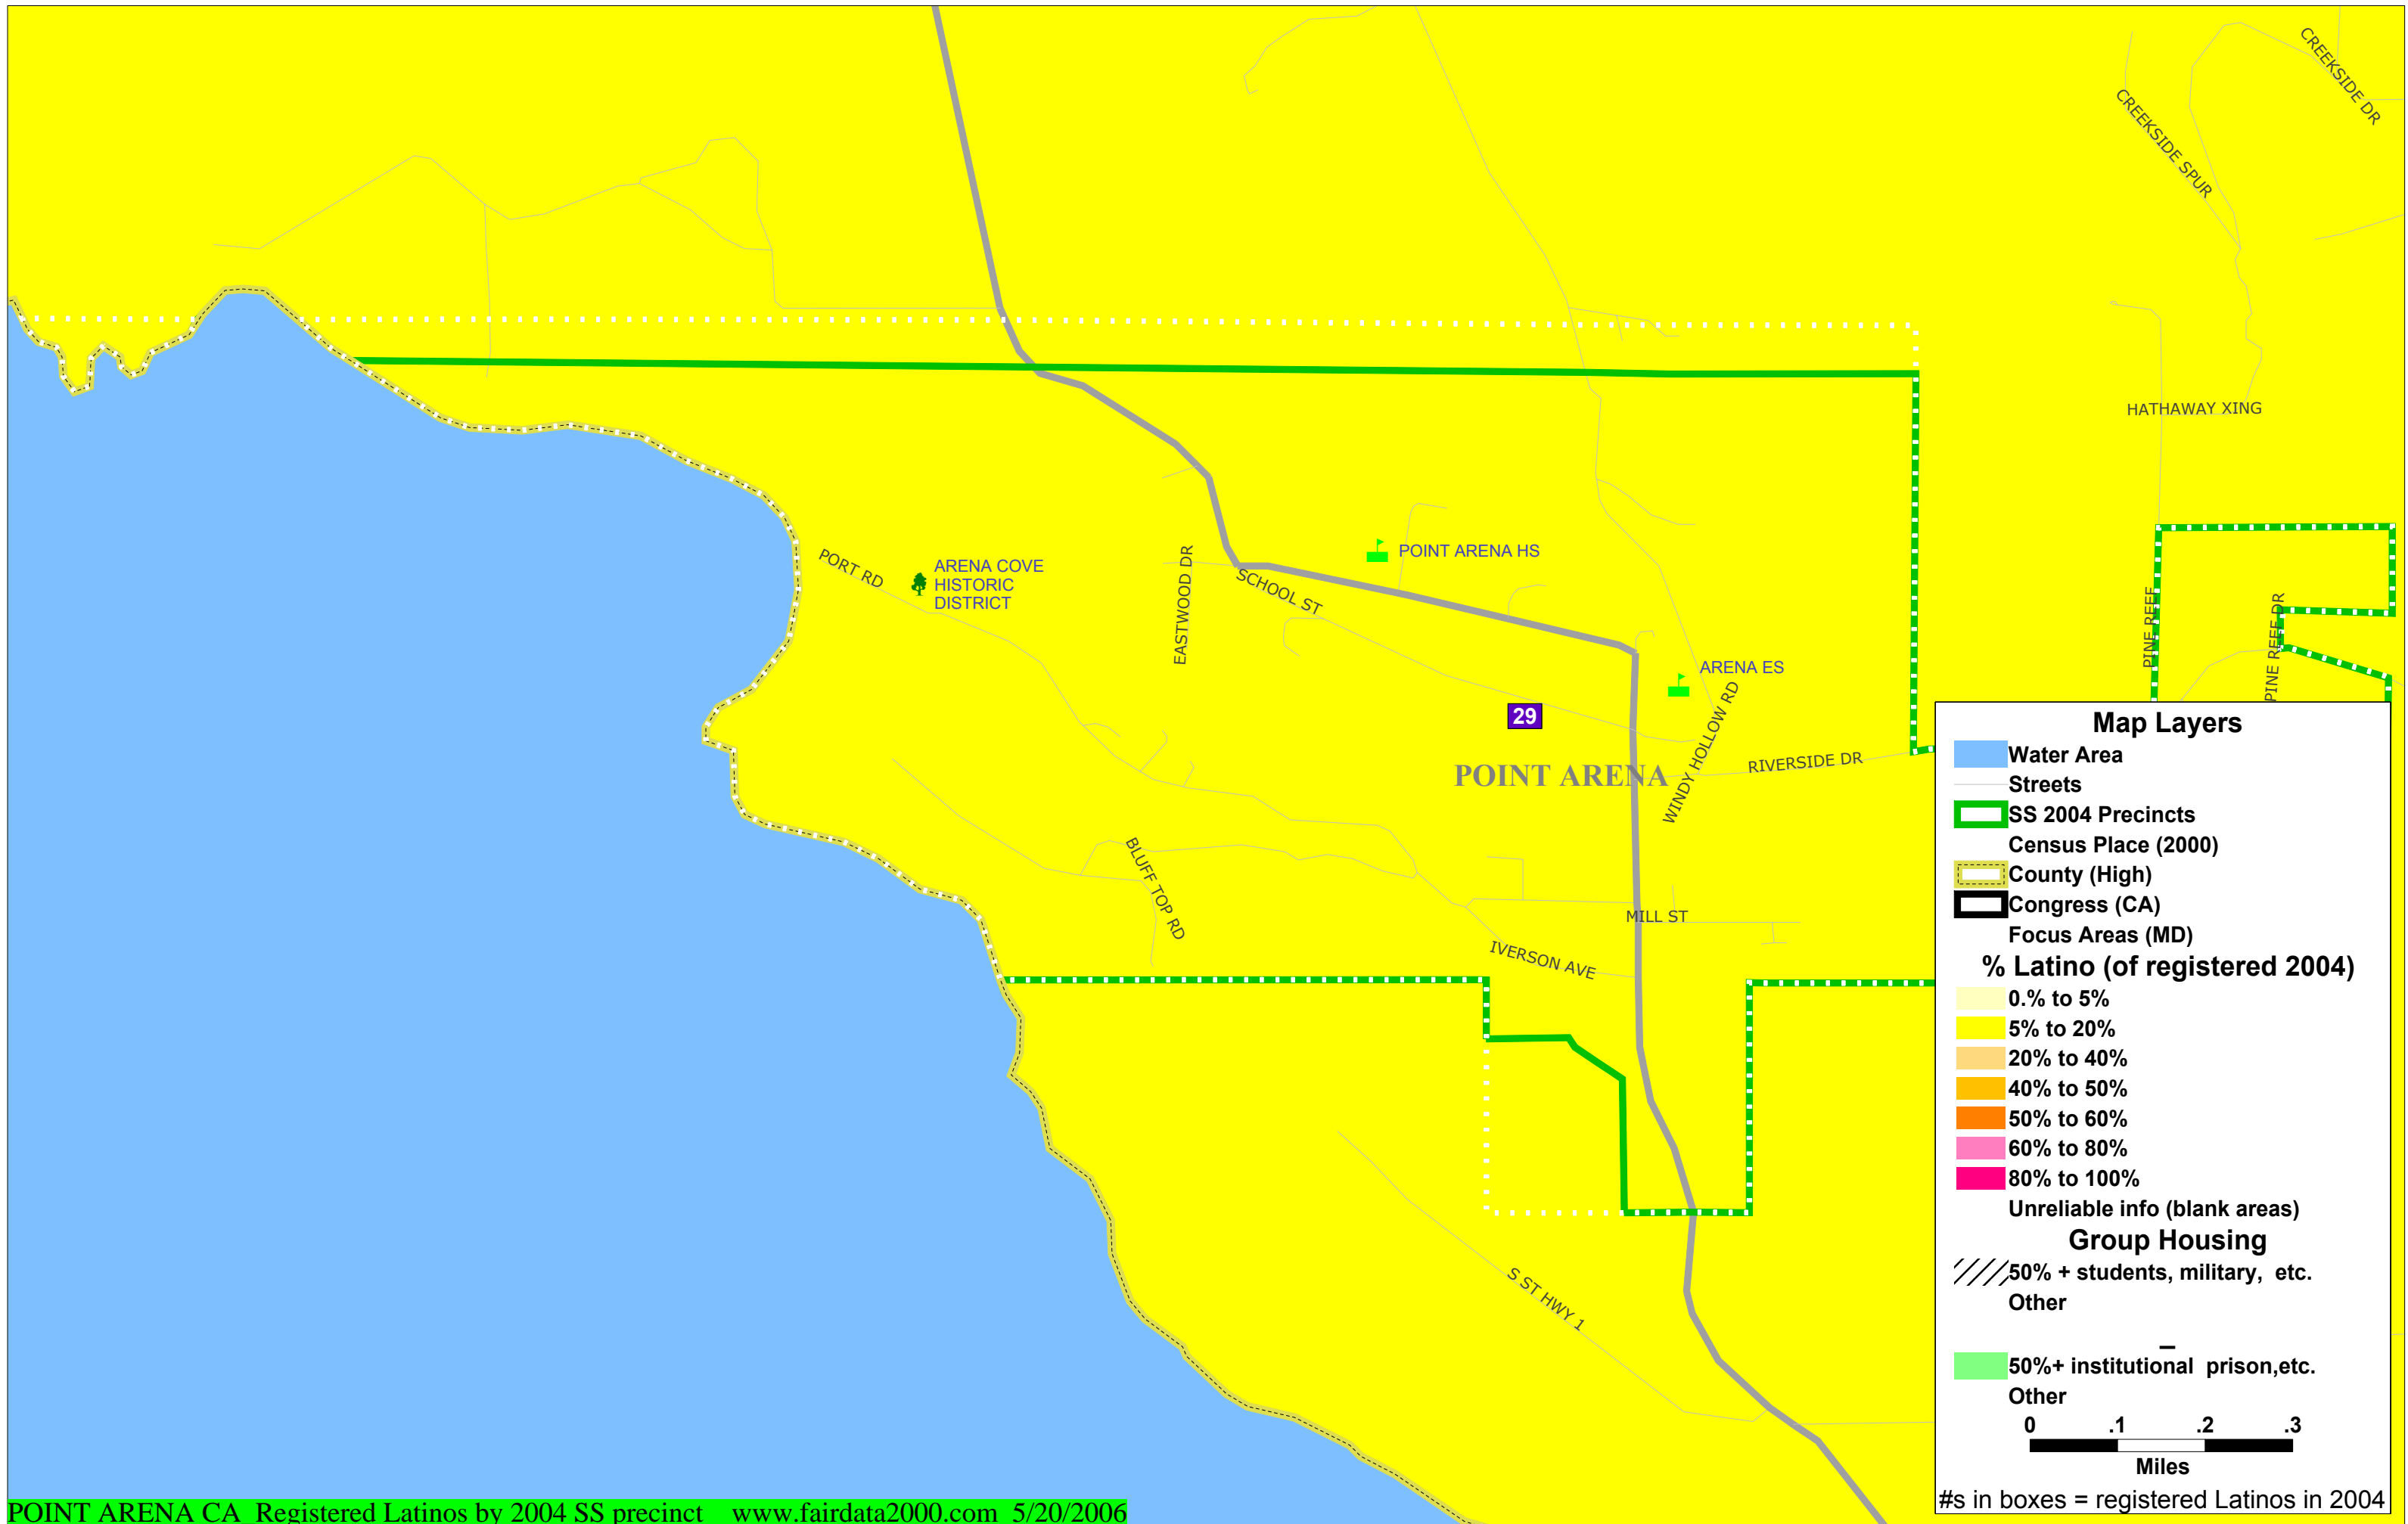 CREEKSIDE DR
CREEKSIDE SPUR
HATHAWAY XING
PORT RD
ARENA COVE
HISTORIC
DISTRICT
EASTWOOD DR
SCHOOL ST
POINT ARENA HS
PINE REEF
PINE REEF DR
ARENA ES
29
WINDY HOLLOW RD
POINT ARENA
RIVERSIDE DR
BLUFF TOP RD
MILL ST
IVERSON AVE
S ST HWY 1
Map Layers
Water Area
Streets
SS 2004 Precincts
Census Place (2000)
County (High)
Congress (CA)
Focus Areas (MD)
% Latino (of registered 2004)
0.% to 5%
5% to 20%
20% to 40%
40% to 50%
50% to 60%
60% to 80%
80% to 100%
Unreliable info (blank areas)
Group Housing
50% + students, military, etc.
Other
50%+ institutional prison,etc.
Other
0 .1 .2 .3
Miles
#s in boxes = registered Latinos in 2004
POINT ARENA CA Registered Latinos by 2004 SS precinct www.fairdata2000.com 5/20/2006